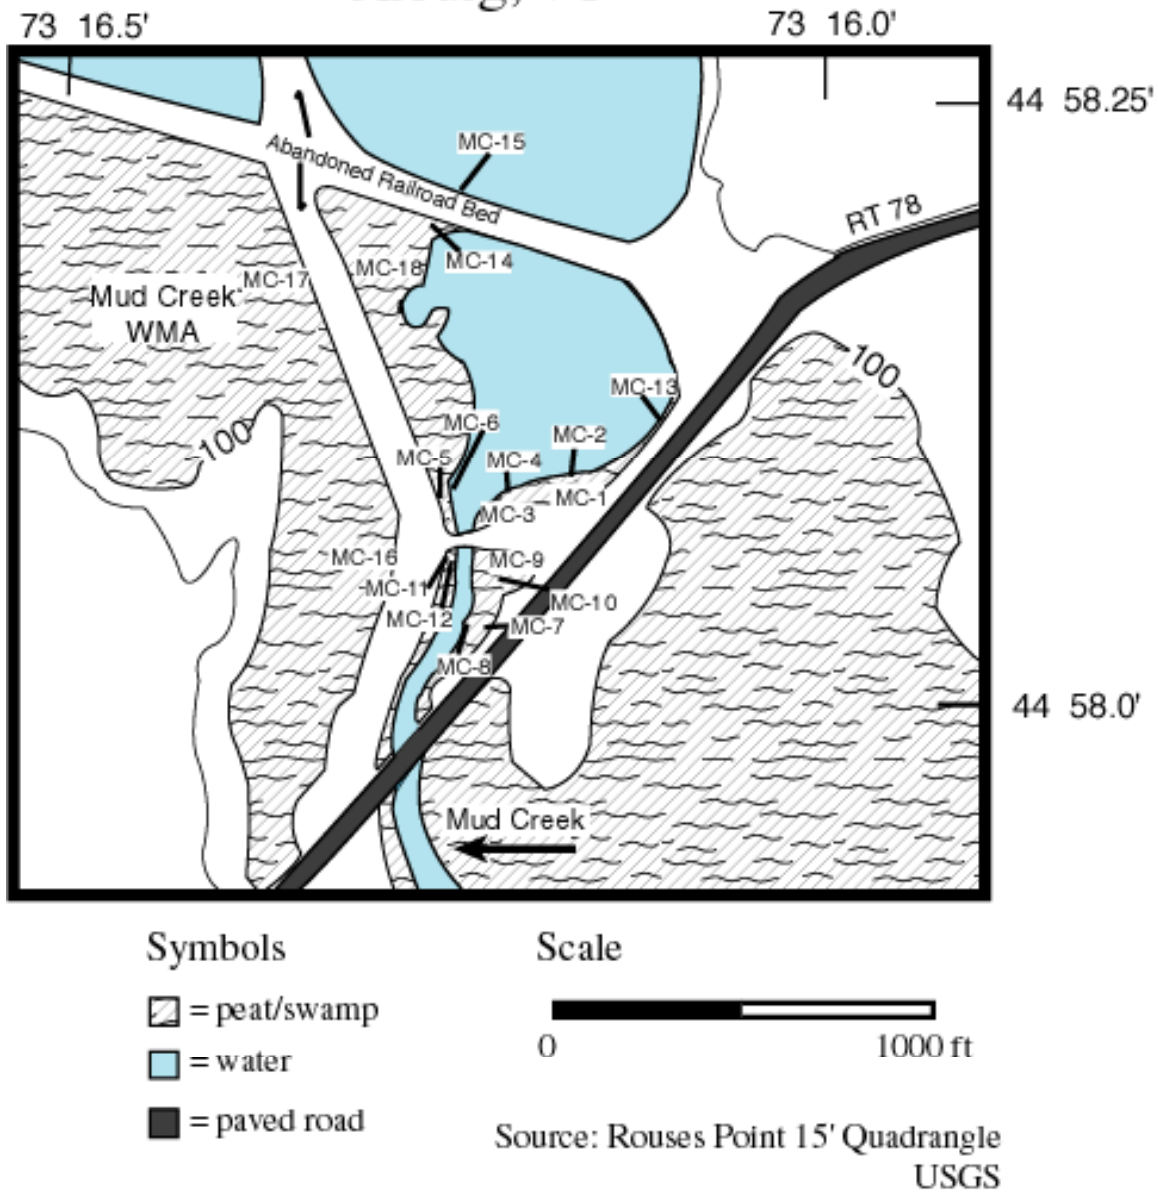 73 16.5'
73 16.0'
44 58.25'
MC-15
Abandoned Railroad Bed
RT 78
MC-14
MC-18
MC-17
Mud Creek
WMA
100
MC-13
MC-6
MC-2
MC-5
MC-4
100
MC-1
MC-3
MC-16
MC-9
MC-11
MC-10
MC-12
MC-7
MC-8
44 58.0'
Mud Creek
Symbols
Scale
= peat/swamp
= water
= paved road
0
1000 ft
Source: Rouses Point 15' Quadrangle
USGS